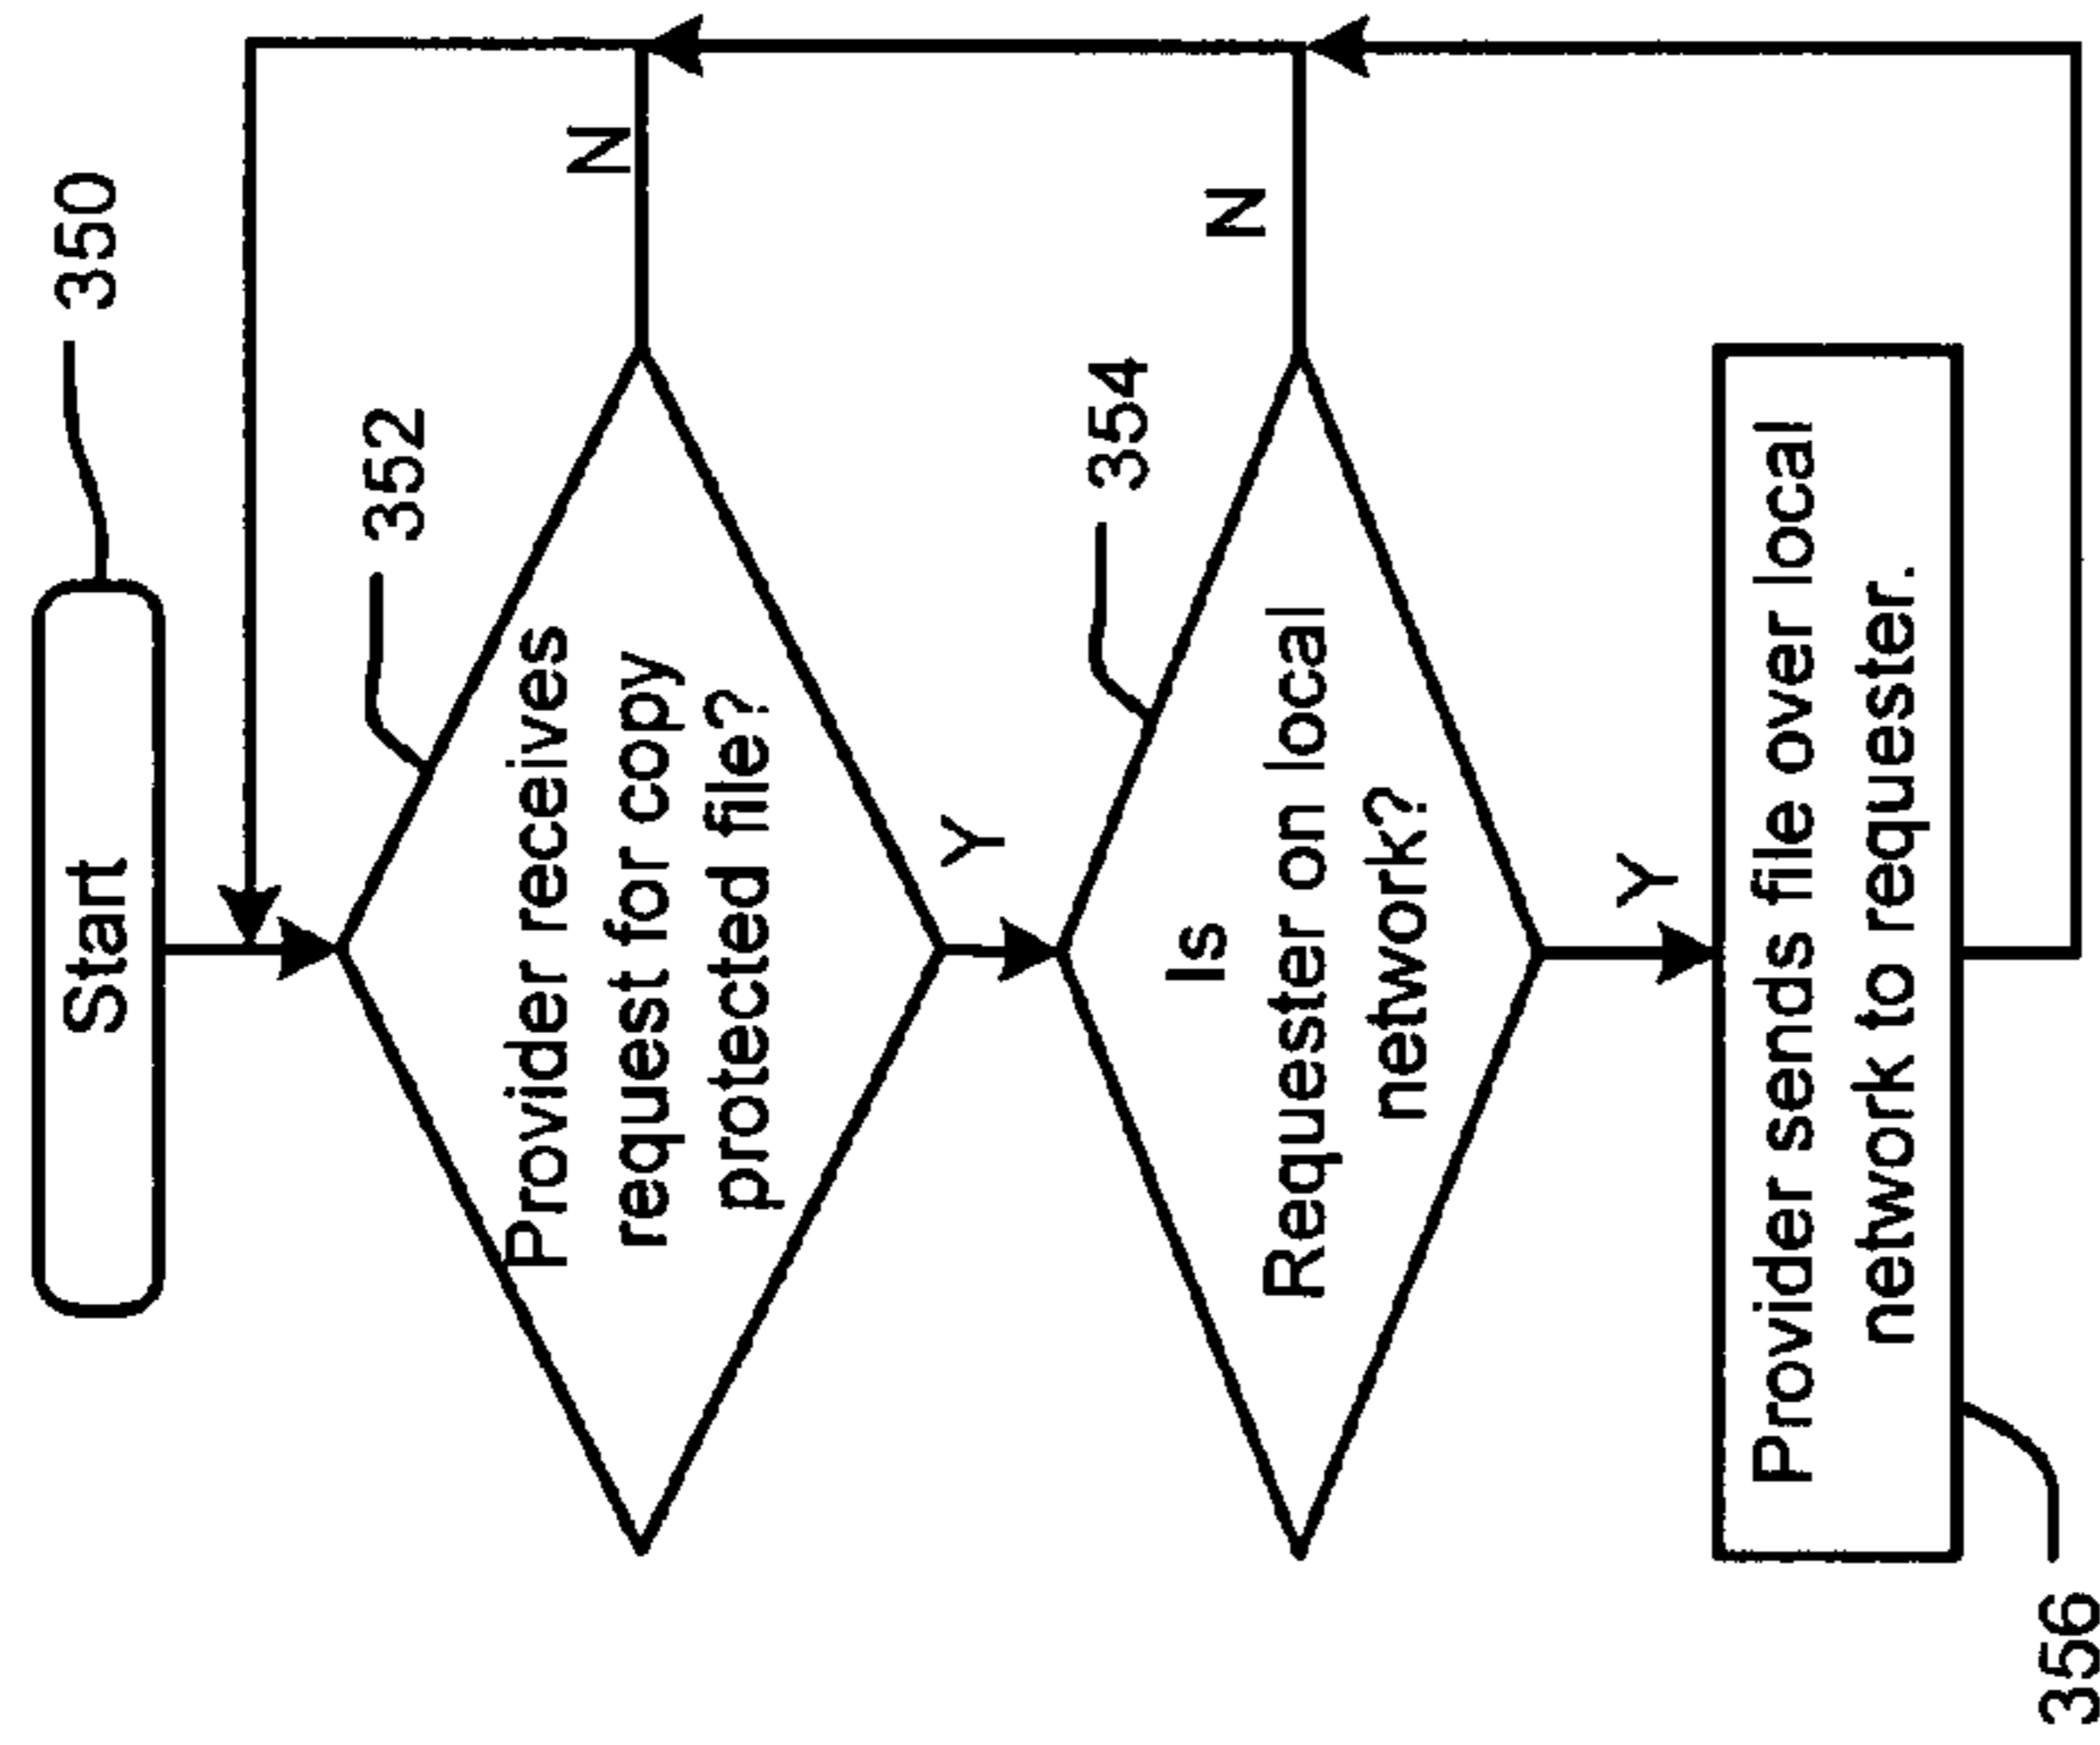 Start
350
352
Provider receives
request for copy
protected file?
N
Y
354
Is
Requester on local
network?
N
Y
Provider sends file over local
network to requester.
356